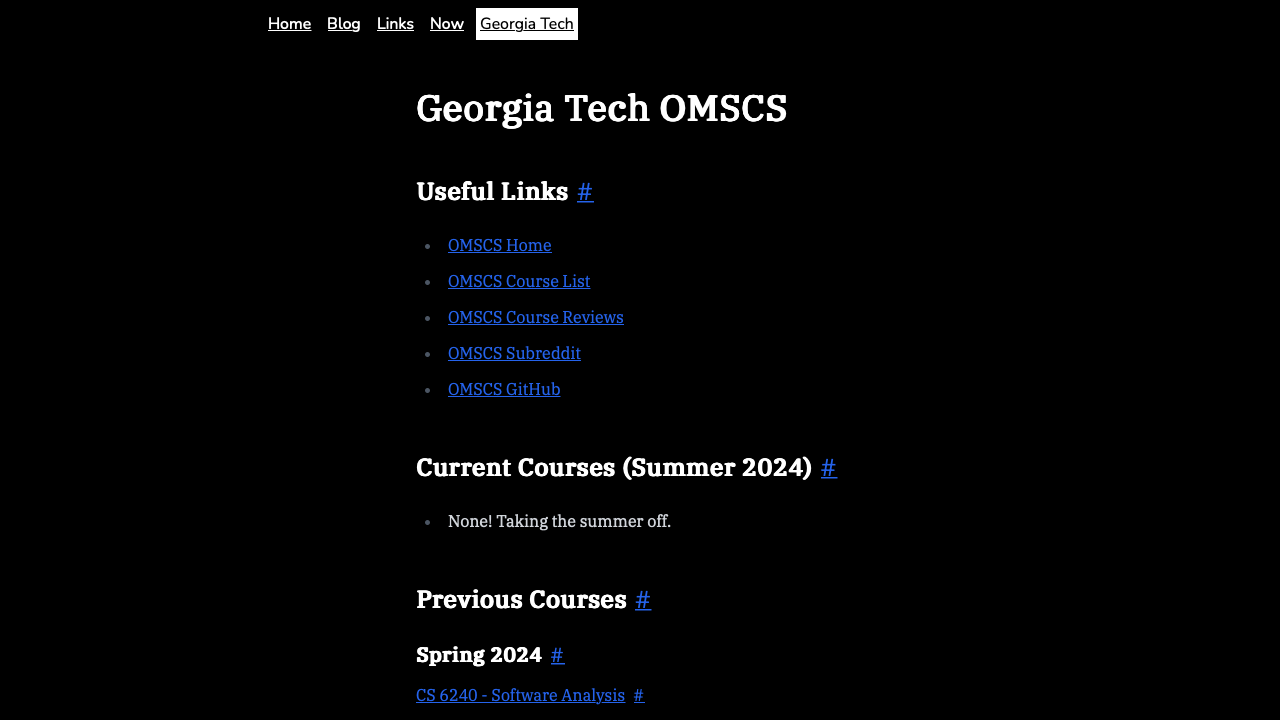 Home Blog Links Now Georgia Tech
Georgia Tech OMSCS
Useful Links #
OMSCS Home
OMSCS Course List
OMSCS Course Reviews
OMSCS Subreddit
OMSCS GitHub
Current Courses (Summer 2024) #
None! Taking the summer off.
Previous Courses #
Spring 2024 #
CS 6240 - Software Analysis #